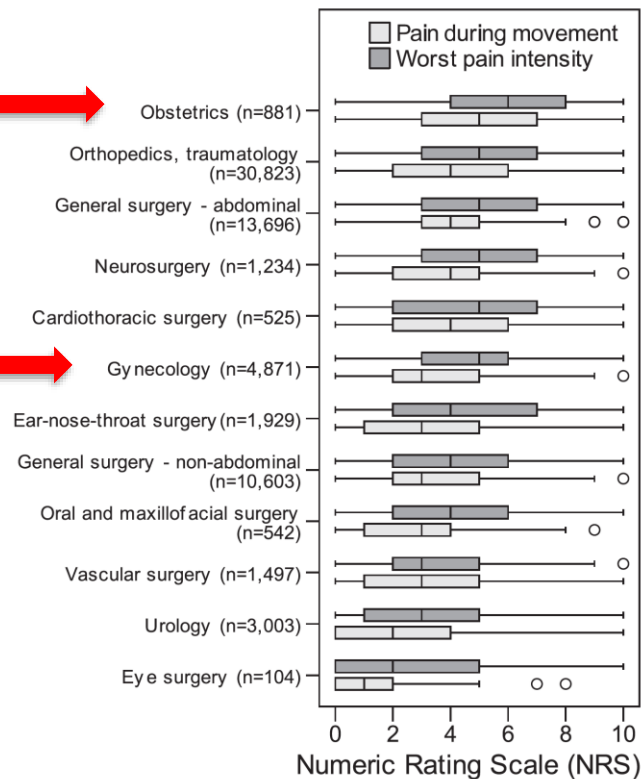 Pain during movement
Worst pain intensity
Obstetrics (n=881)
Orthopedics, traumatology
(n=30,823)
General surgery - abdominal
(n=13,696)
Neurosurgery (n=1,234)
Cardiothoracic surgery (n=525)
Gynecology (n=4,871)
Ear-nose-throat surgery (n=1,929)
General surgery - non-abdominal
(n=10,603)
Oral and maxillofacial surgery
(n=542)
Vascular surgery (n=1,497)
Urology (n=3,003)
Eye surgery (n=104)
0 2 4 6 8 10
Numeric Rating Scale (NRS)